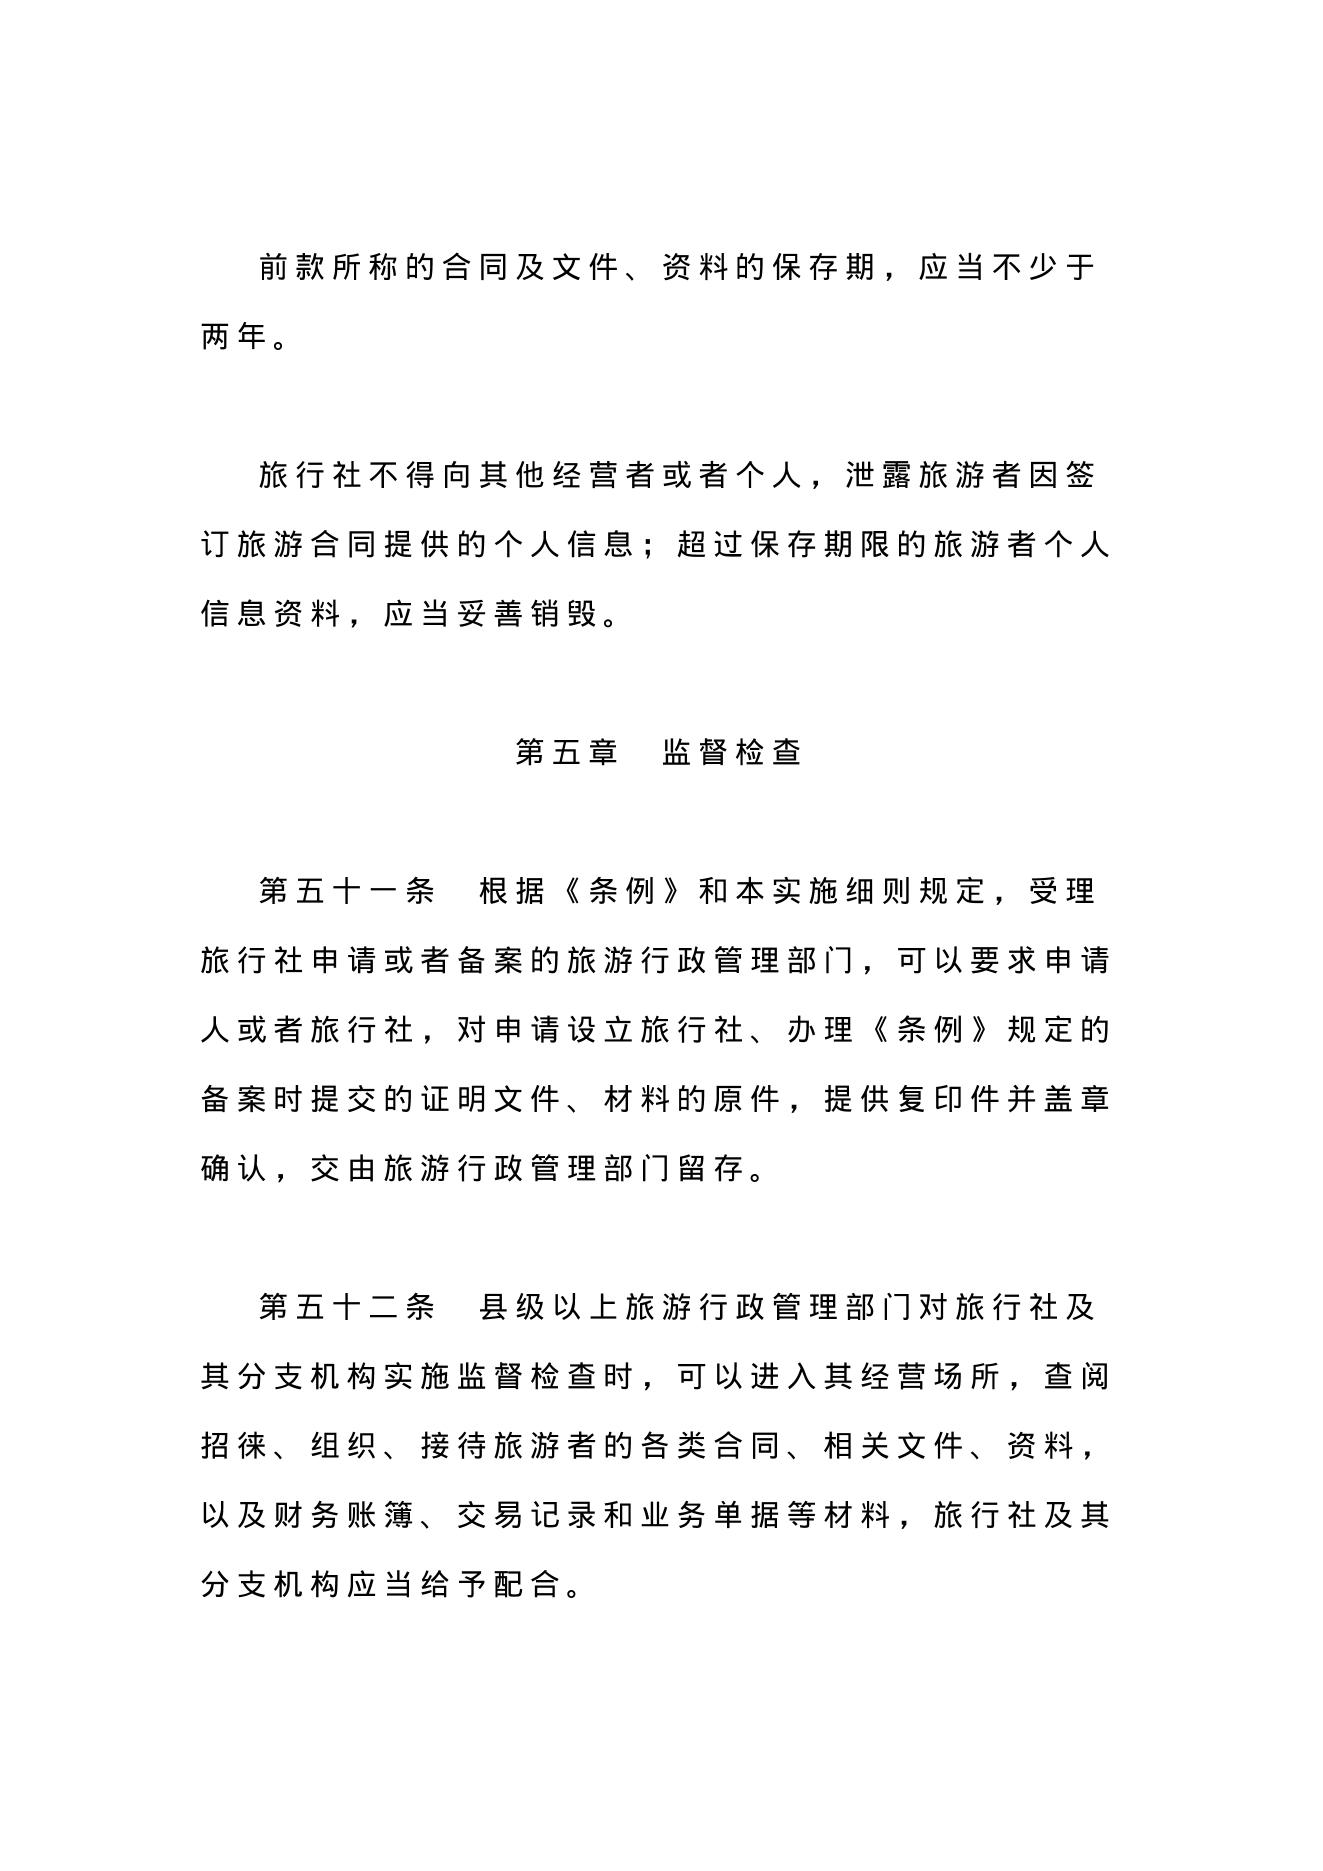 前款所称的合同及文件、资料的保存期，应当不少于
两年。
旅行社不得向其他经营者或者个人，泄露旅游者因签
订旅游合同提供的个人信息；超过保存期限的旅游者个人
信息资料，应当妥善销毁。
第五章　监督检查
第五十一条　根据《条例》和本实施细则规定，受理
旅行社申请或者备案的旅游行政管理部门，可以要求申请
人或者旅行社，对申请设立旅行社、办理《条例》规定的
备案时提交的证明文件、材料的原件，提供复印件并盖章
确认，交由旅游行政管理部门留存。
第五十二条　县级以上旅游行政管理部门对旅行社及
其分支机构实施监督检查时，可以进入其经营场所，查阅
招徕、组织、接待旅游者的各类合同、相关文件、资料，
以及财务账簿、交易记录和业务单据等材料，旅行社及其
分支机构应当给予配合。